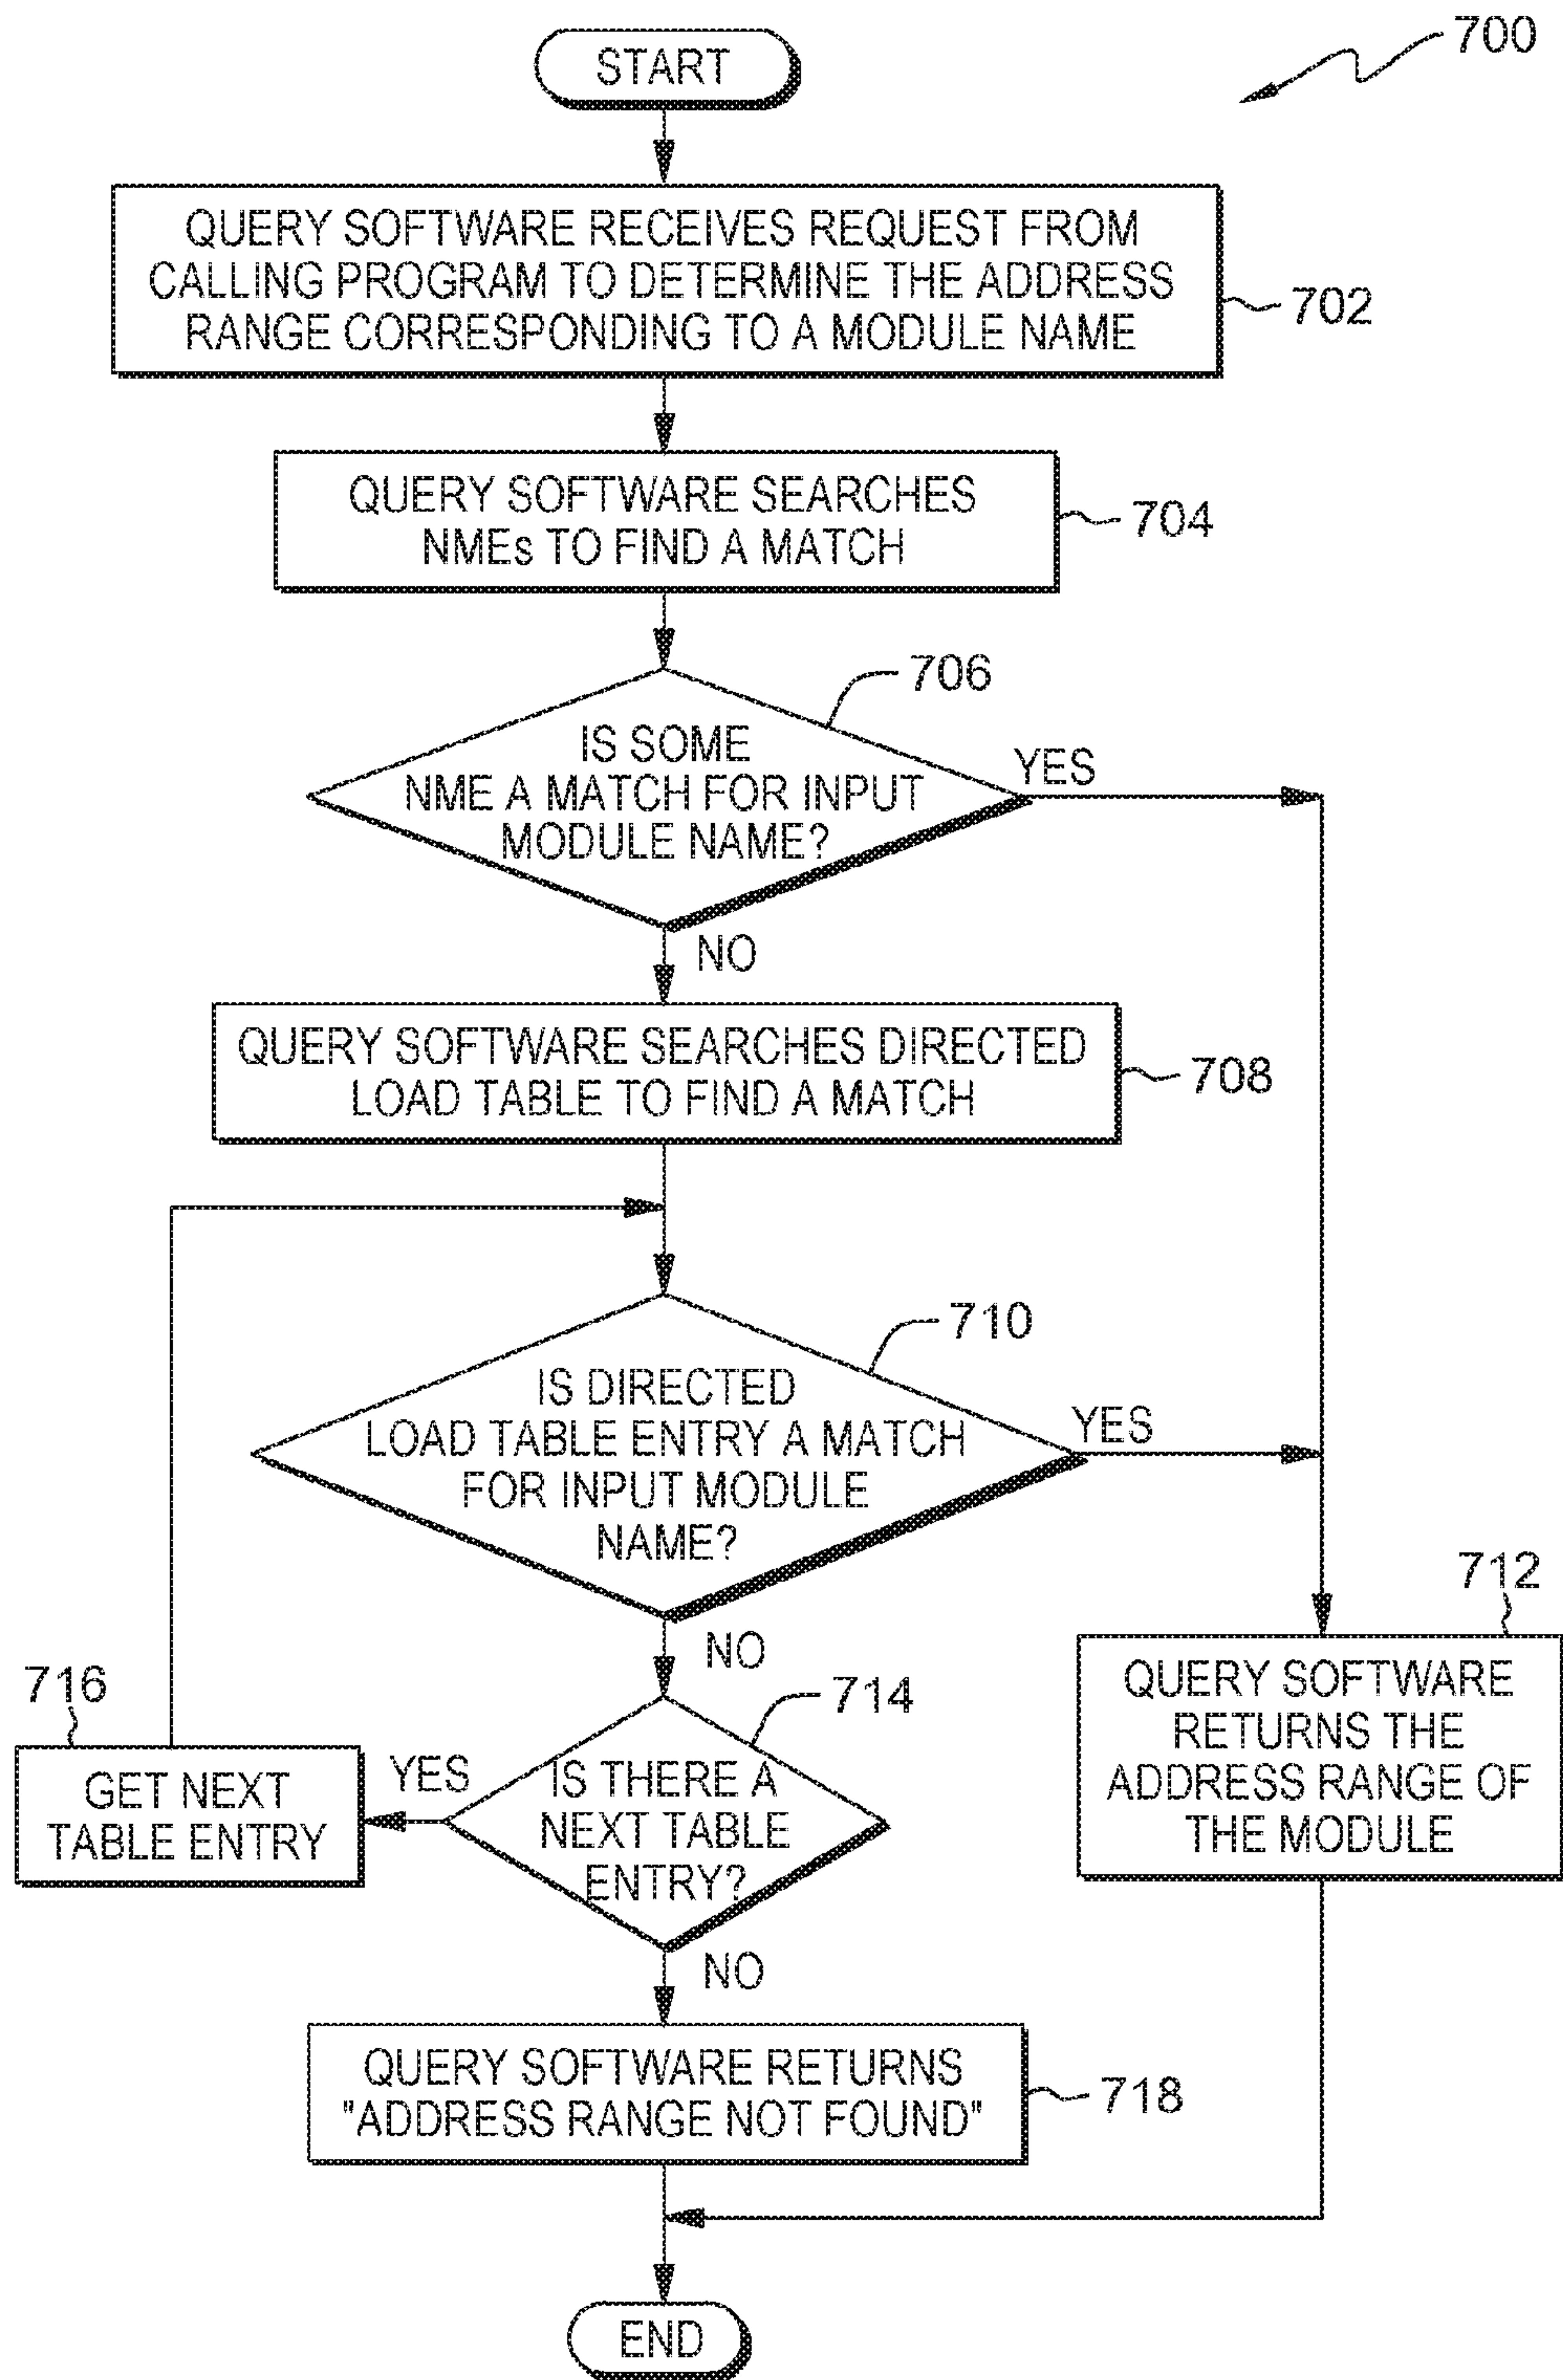 START
700
QUERY SOFTWARE RECEIVES REQUEST FROM
CALLING PROGRAM TO DETERMINE THE ADDRESS
RANGE CORRESPONDING TO A MODULE NAME
702
QUERY SOFTWARE SEARCHES
NMEs TO FIND A MATCH
704
706
IS SOME
NME A MATCH FOR INPUT
MODULE NAME?
YES
NO
QUERY SOFTWARE SEARCHES DIRECTED
LOAD TABLE TO FIND A MATCH
708
710
IS DIRECTED
LOAD TABLE ENTRY A MATCH
FOR INPUT MODULE
NAME?
YES
NO
712
QUERY SOFTWARE
RETURNS THE
ADDRESS RANGE OF
THE MODULE
714
IS THERE A
NEXT TABLE
ENTRY?
YES
716
GET NEXT
TABLE ENTRY
NO
QUERY SOFTWARE RETURNS
"ADDRESS RANGE NOT FOUND"
718
END